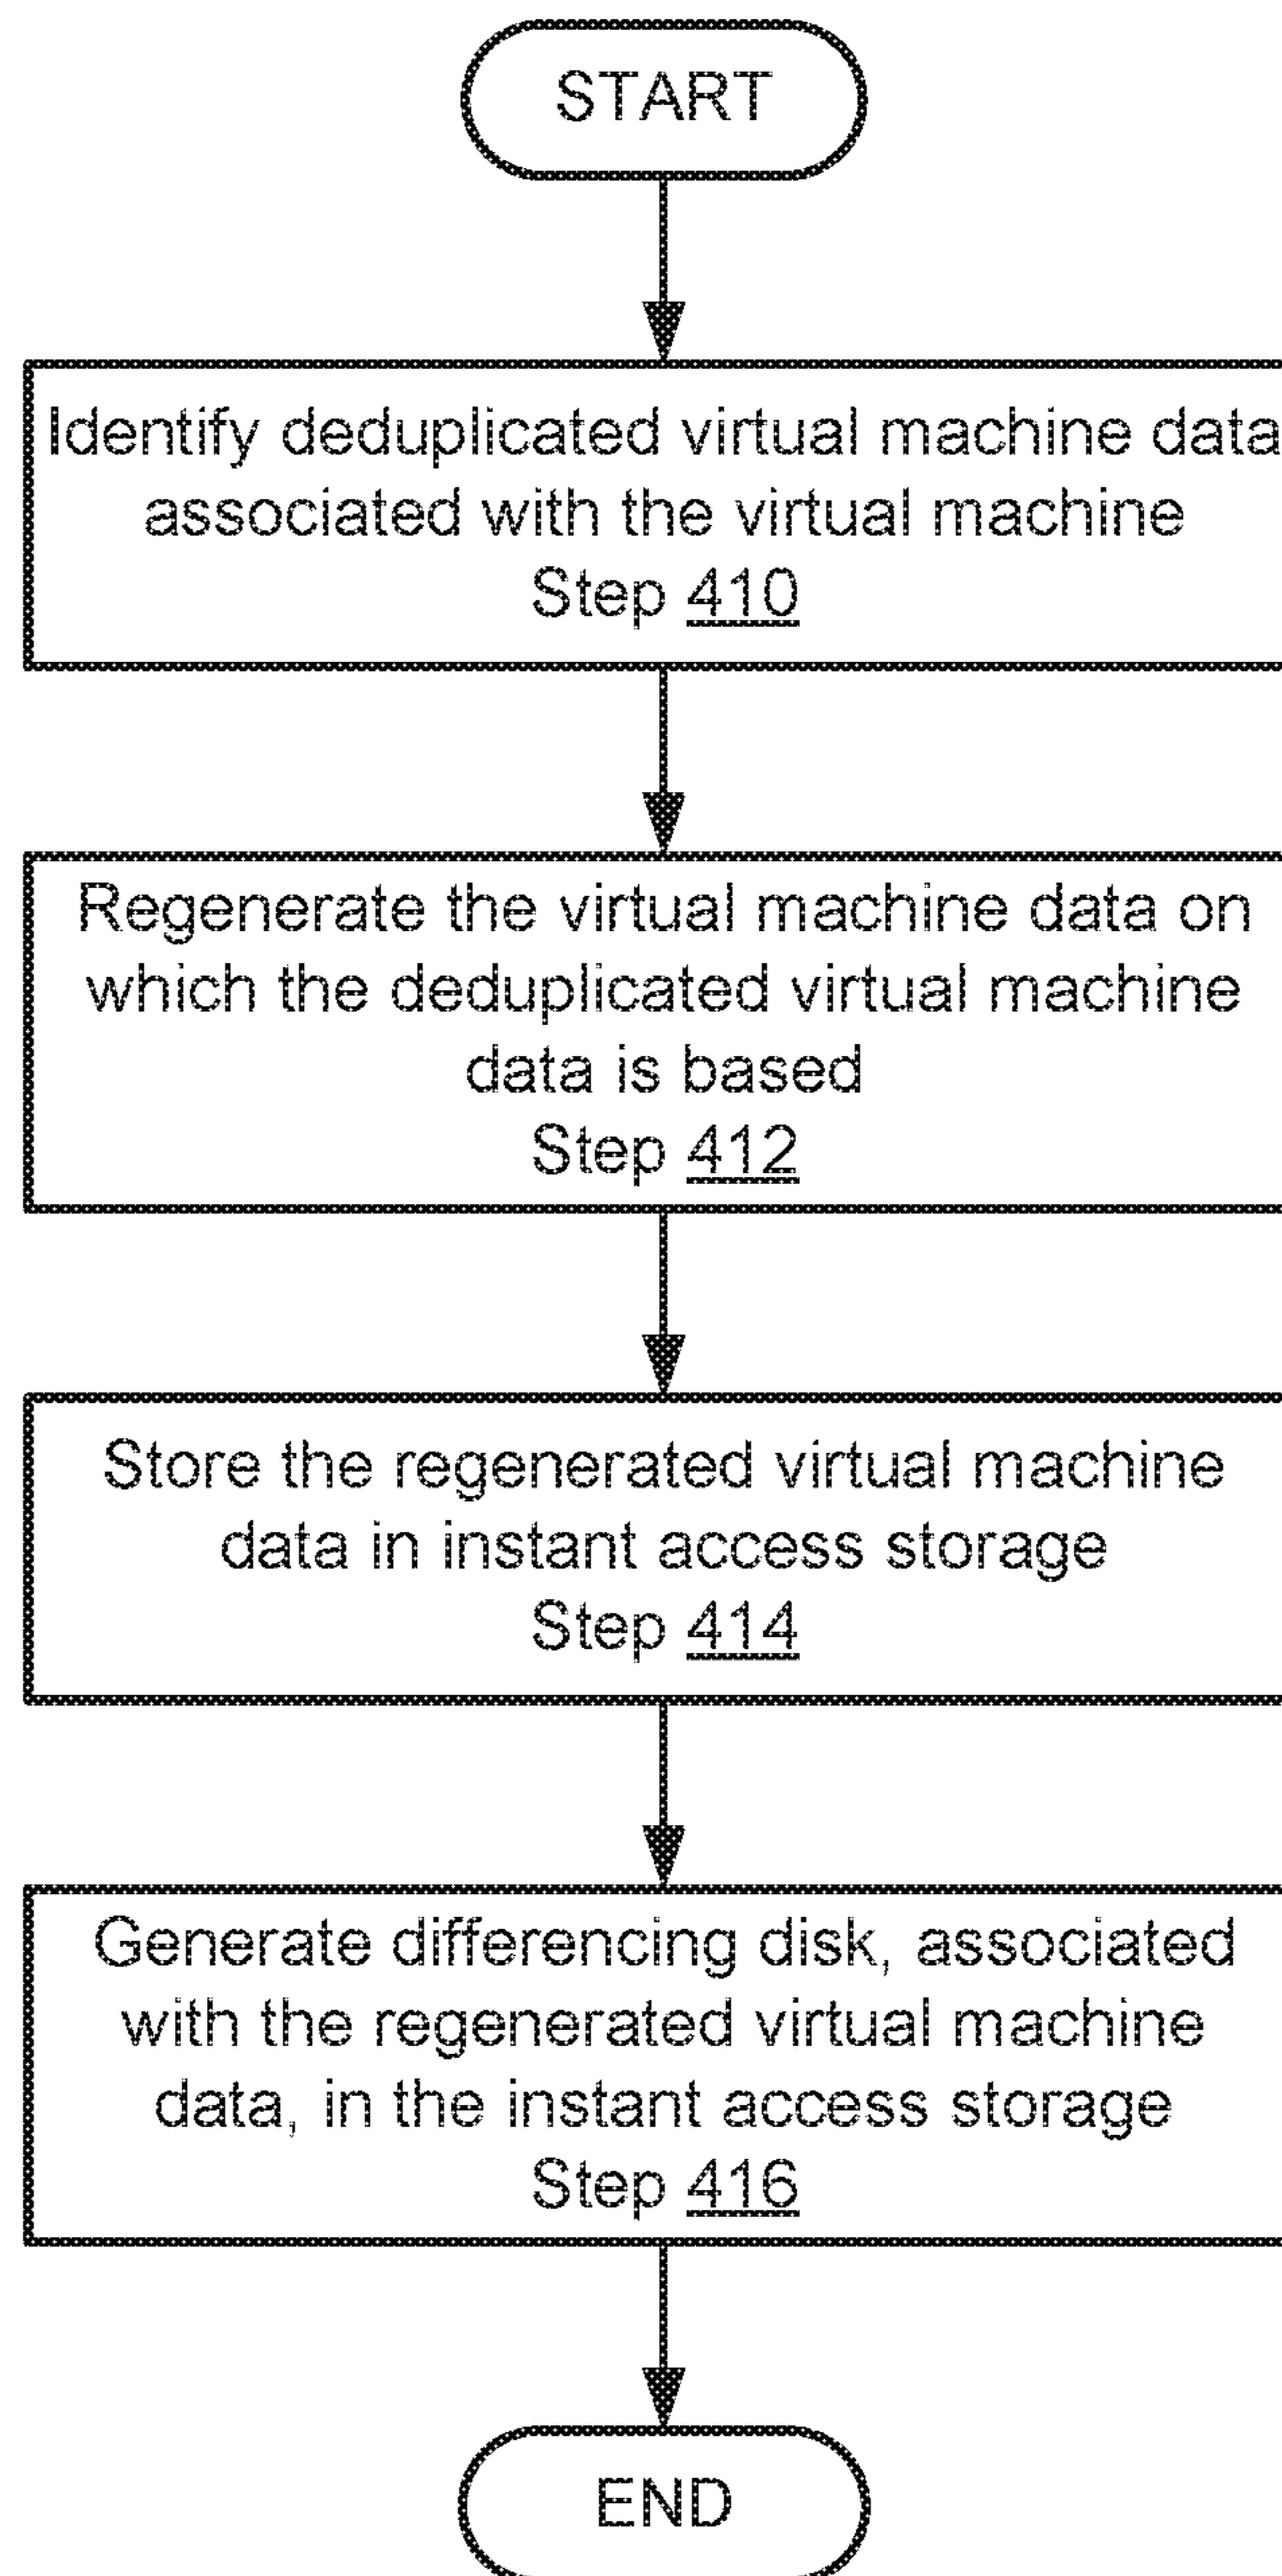 START
Identify deduplicated virtual machine data
associated with the virtual machine
Step 410
Regenerate the virtual machine data on
which the deduplicated virtual machine
data is based
Step 412
Store the regenerated virtual machine
data in instant access storage
Step 414
Generate differencing disk, associated
with the regenerated virtual machine
data, in the instant access storage
Step 416
END